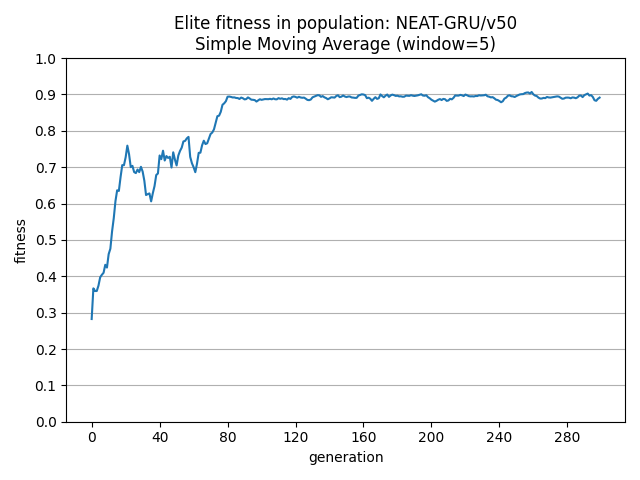 Elite fitness in population: NEAT-GRU/v50
Simple Moving Average (window=5)
1.0
0.9
0.8
0.7
0.6
0.5
0.4
0.3
0.2
0.1
0.0
fitness
0 40 80 120 160 200 240 280
generation